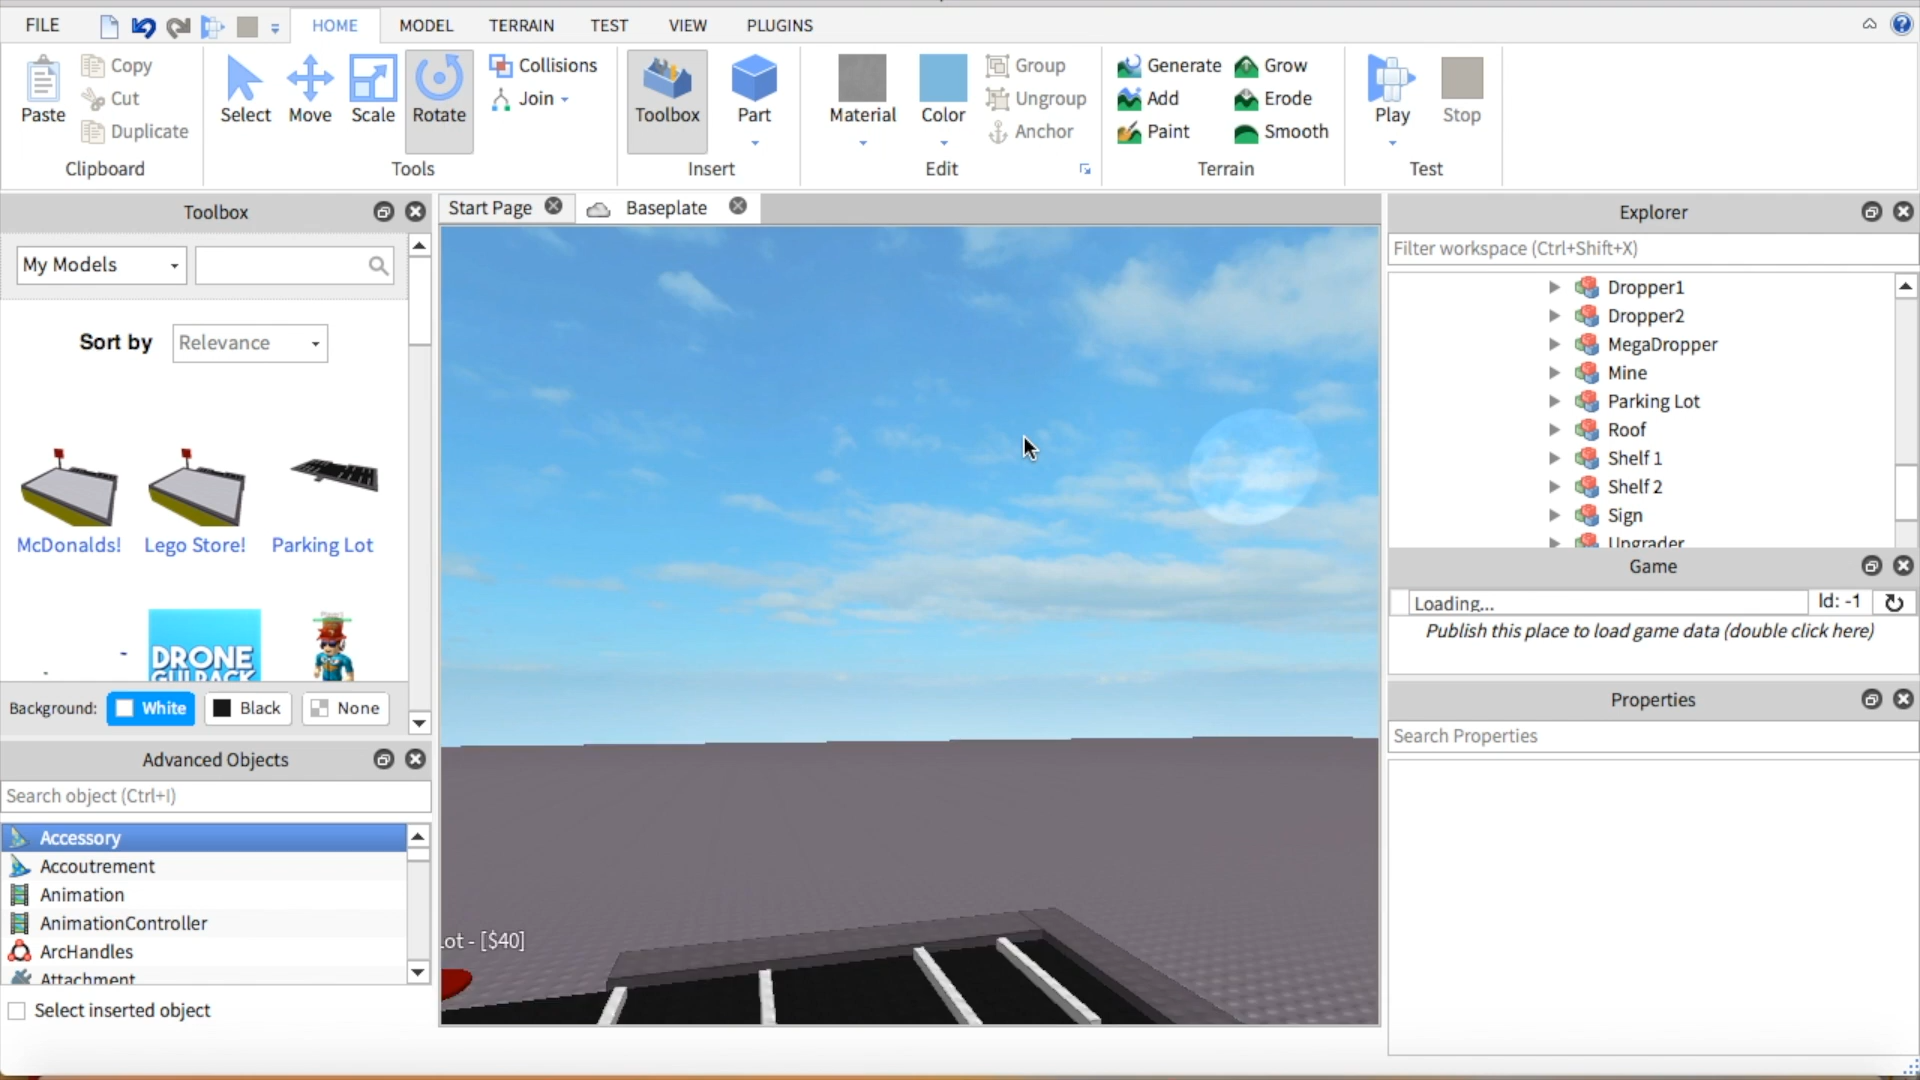 FILE
HOME
MODEL
TERRAIN
TEST
VIEW
PLUGINS
Paste
Copy
Cut
Duplicate
Clipboard
Select
Move
Scale
Rotate
Collisions
Join
Tools
Toolbox
Part
Insert
Material
Color
Group
Ungroup
Anchor
Edit
Generate
Add
Paint
Grow
Erode
Smooth
Terrain
Play
Stop
Test
Toolbox
My Models
Sort by
Relevance
McDonalds!
Lego Store!
Parking Lot
DRONE
Background:
White
Black
None
Advanced Objects
Search object (Ctrl+I)
Accessory
Accoutrement
Animation
AnimationController
ArcHandles
Attachment
Select inserted object
Start Page
Baseplate
ot - [$40]
Explorer
Filter workspace (Ctrl+Shift+X)
Dropper1
Dropper2
MegaDropper
Mine
Parking Lot
Roof
Shelf 1
Shelf 2
Sign
Upgrader
Game
Loading...
Id: -1
Publish this place to load game data (double click here)
Properties
Search Properties